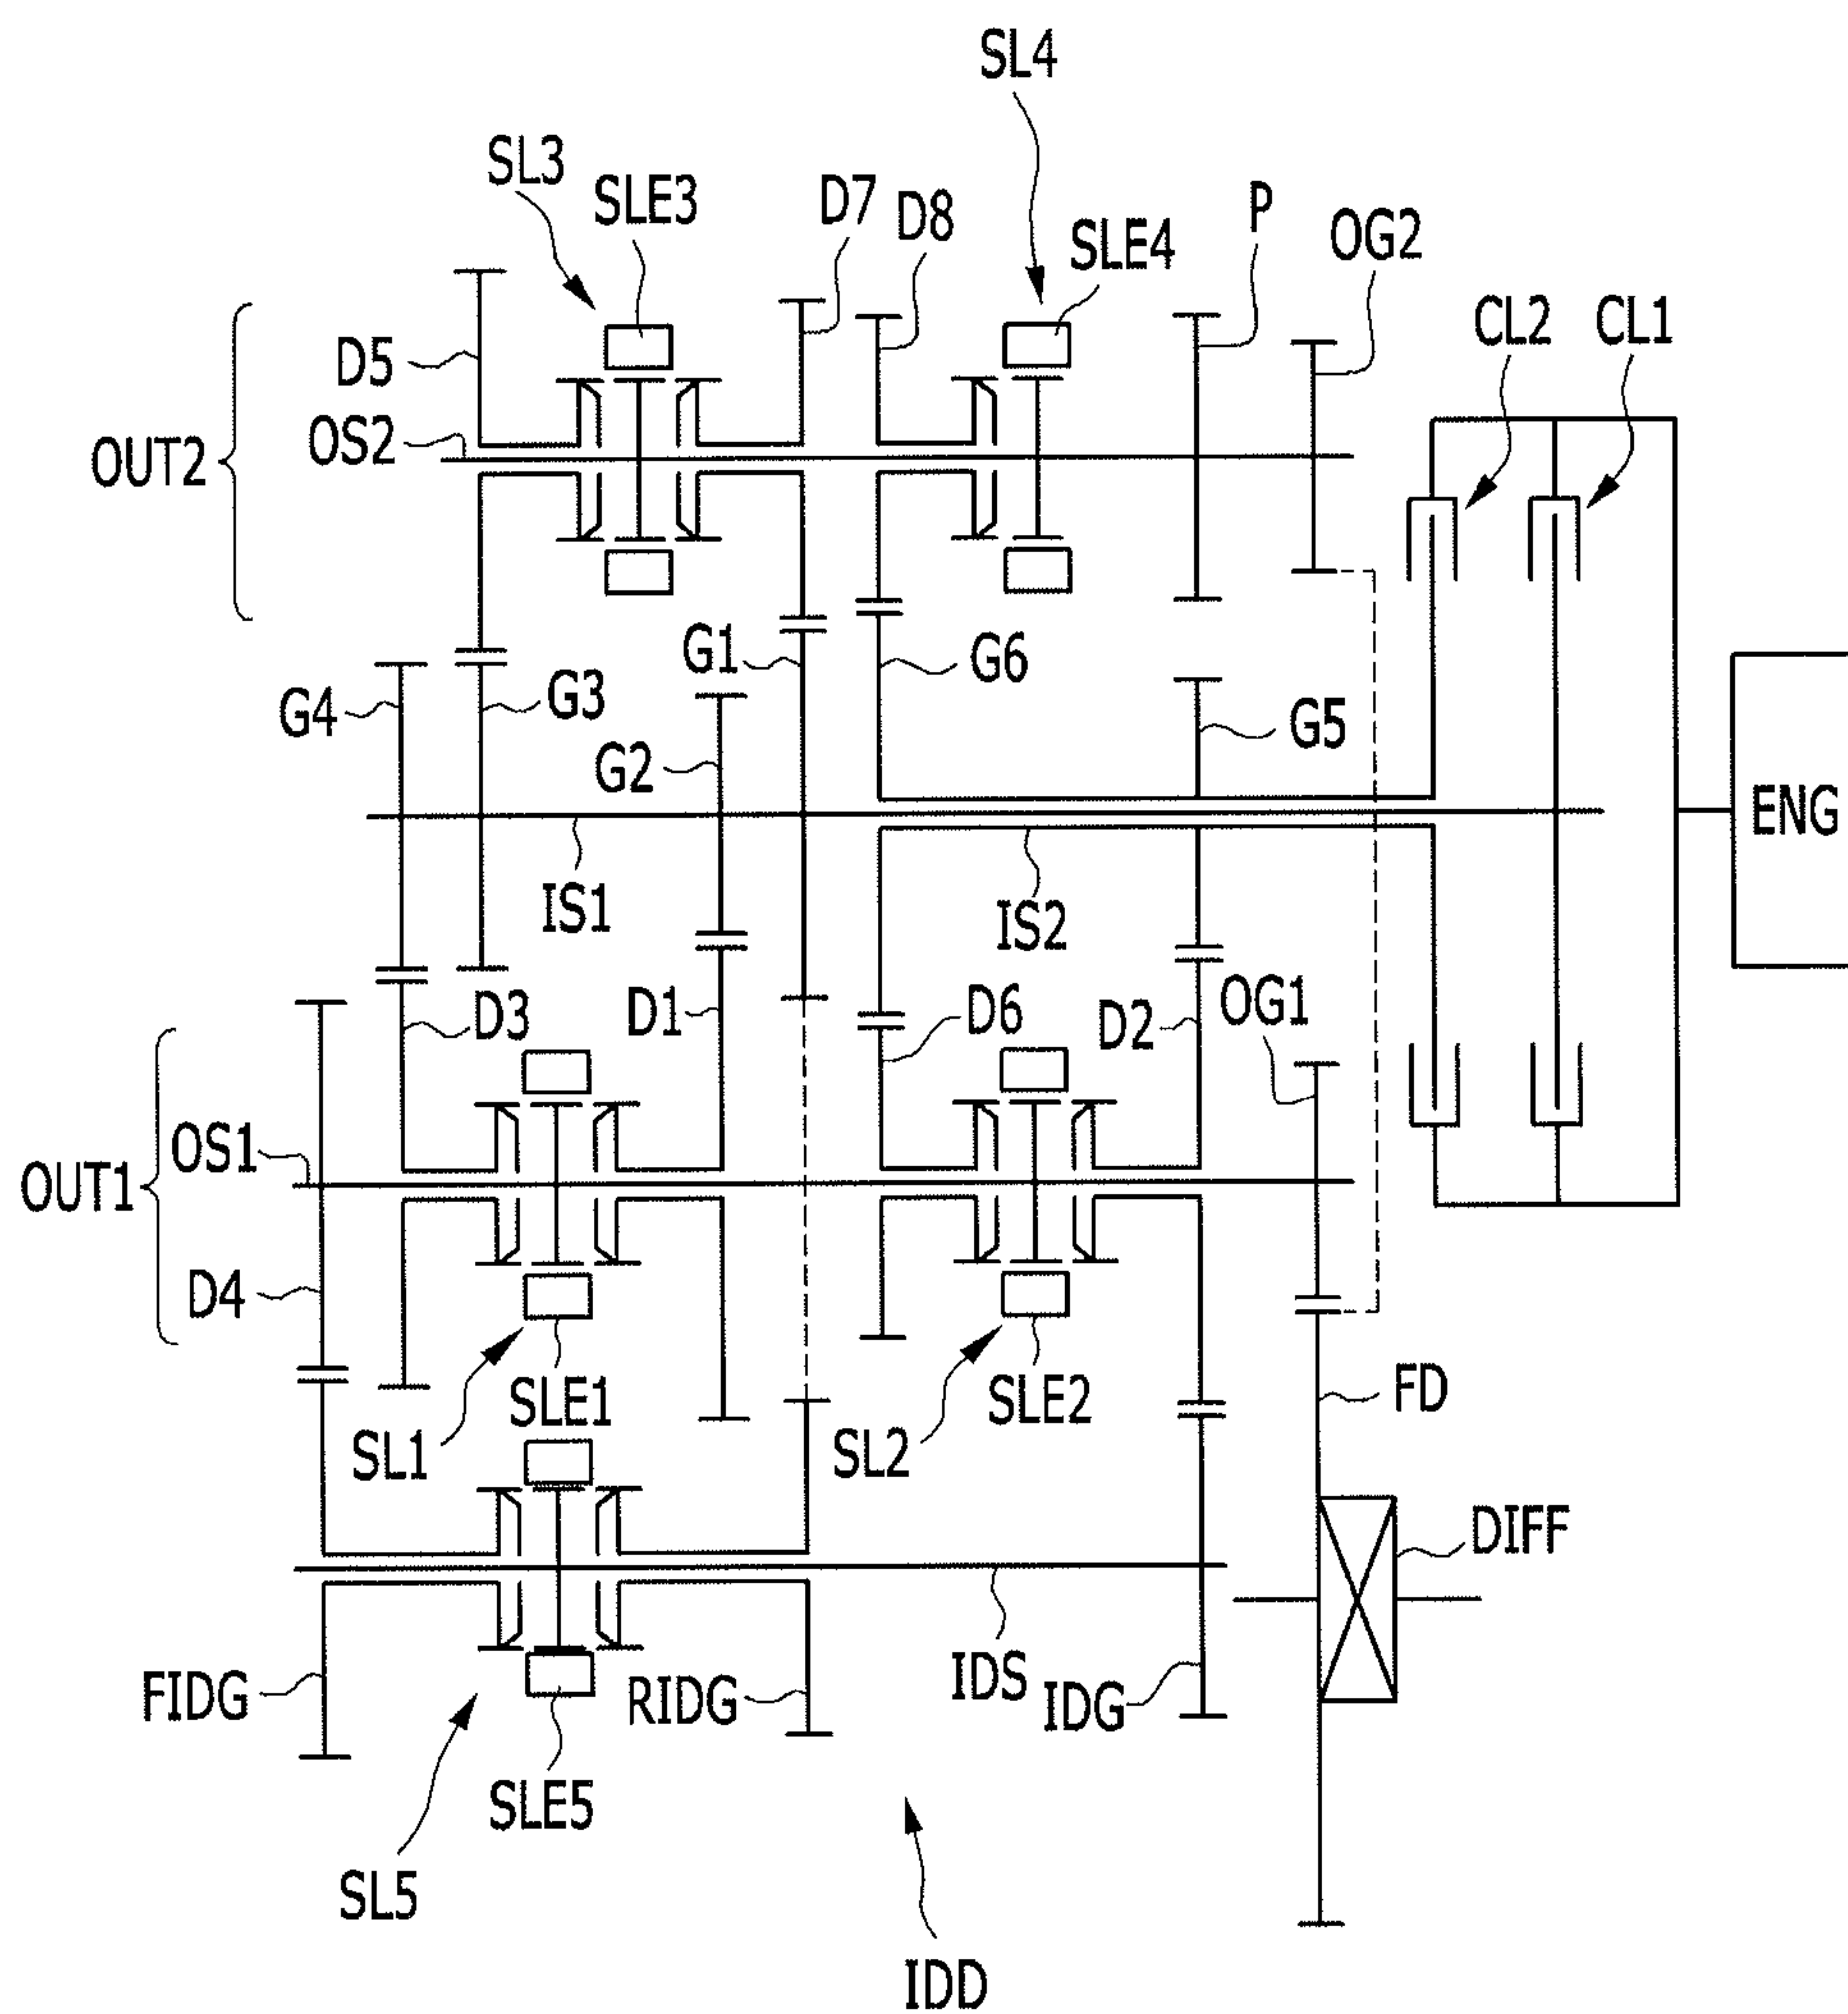 SL4
SL3
SLE3
D7
D8
P
SLE4
OG2
CL2
CL1
D5
OS2
OUT2
G1
G6
G4
G3
G5
G2
ENG
IS1
IS2
D3
D1
D6
D2
OG1
OS1
OUT1
D4
SLE1
SLE2
FD
SL1
SL2
DIFF
FIDG
RIDG
IDS
IDG
SLE5
SL5
IDD